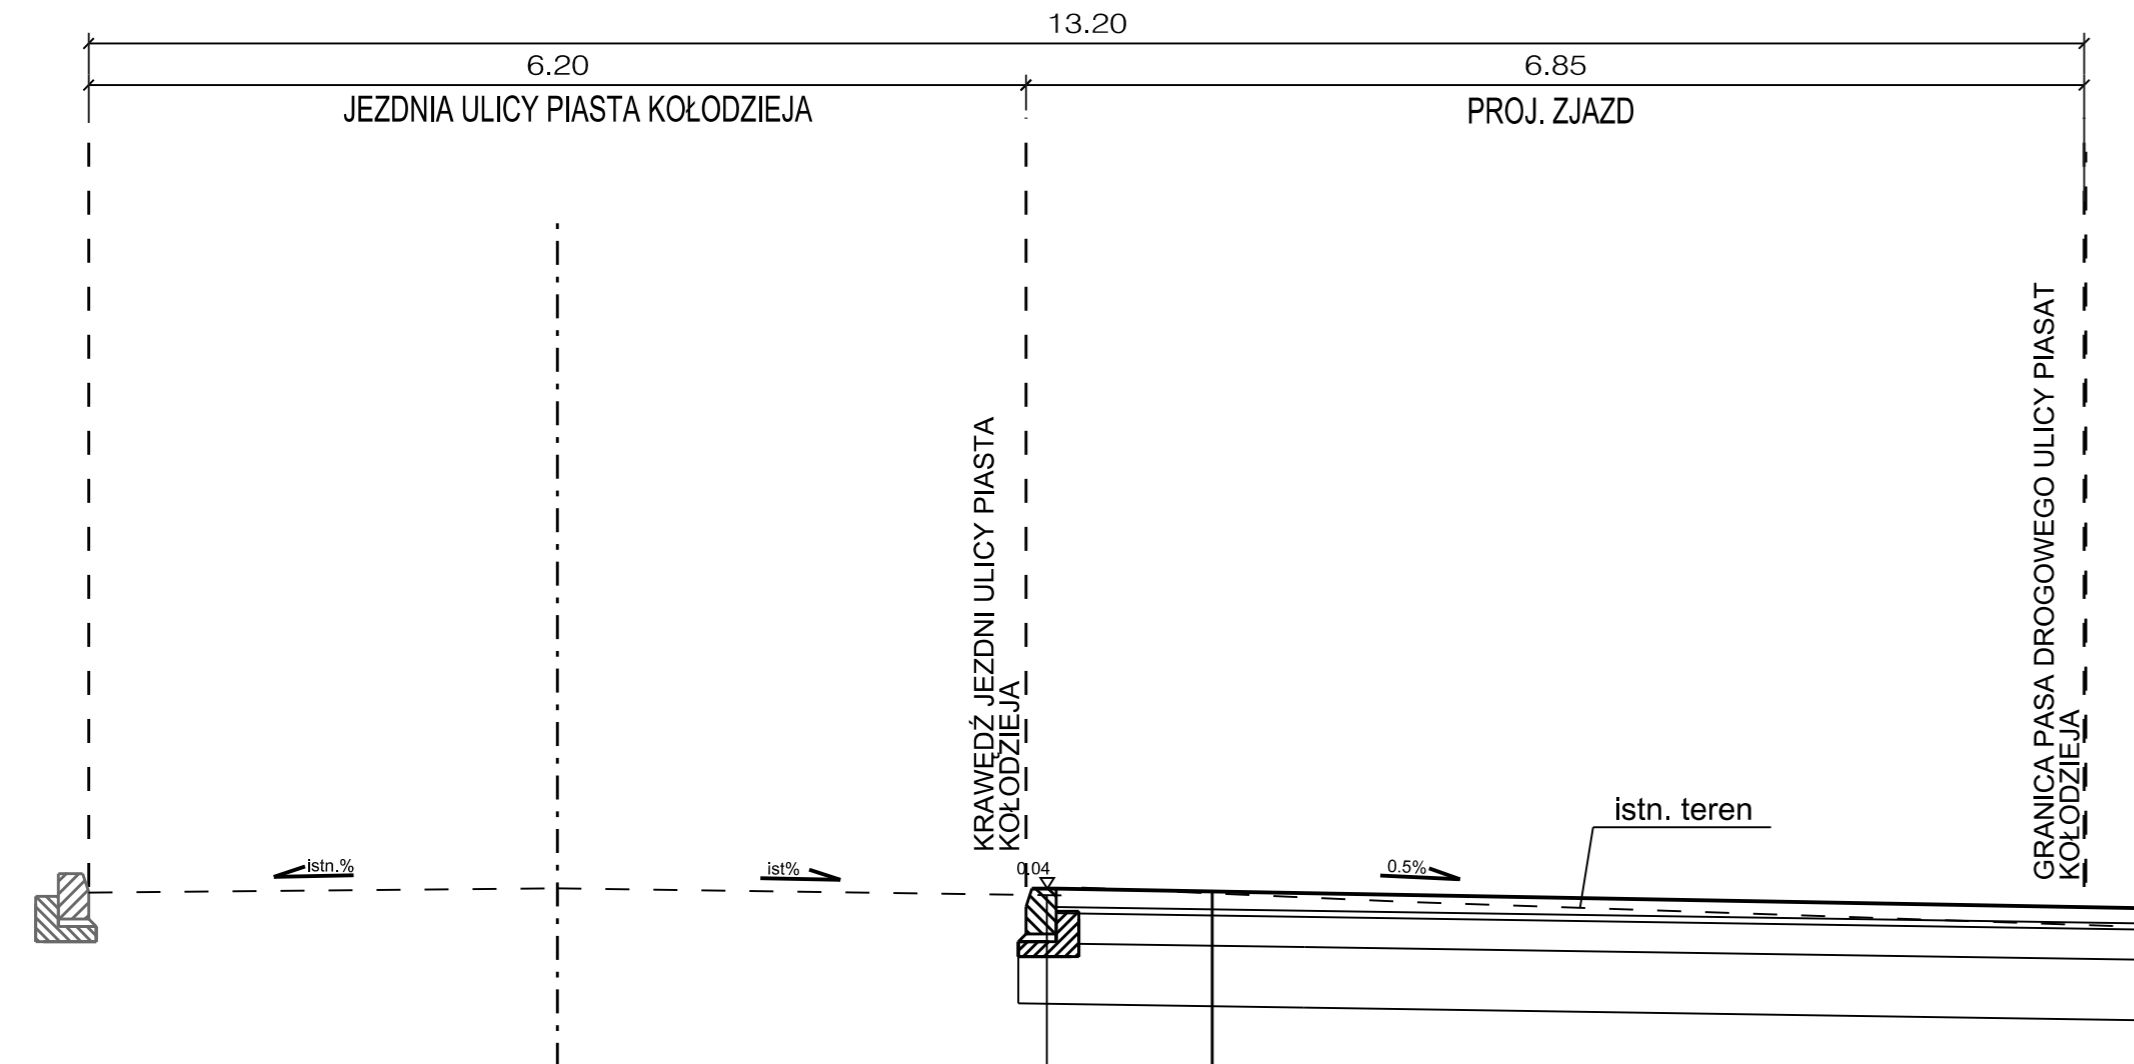 13.20
6.20
6.85
JEZDNIA ULICY PIASTA KOŁODZIEJA
PROJ. ZJAZD
KRAWĘDŹ JEZDNI ULICY PIASTA
KOŁODZIEJA
GRANICA PASA DROGOWEGO ULICY PIASAT
KOŁODZIEJA
istn. teren
istn.%
ist%
0.04
0.5%